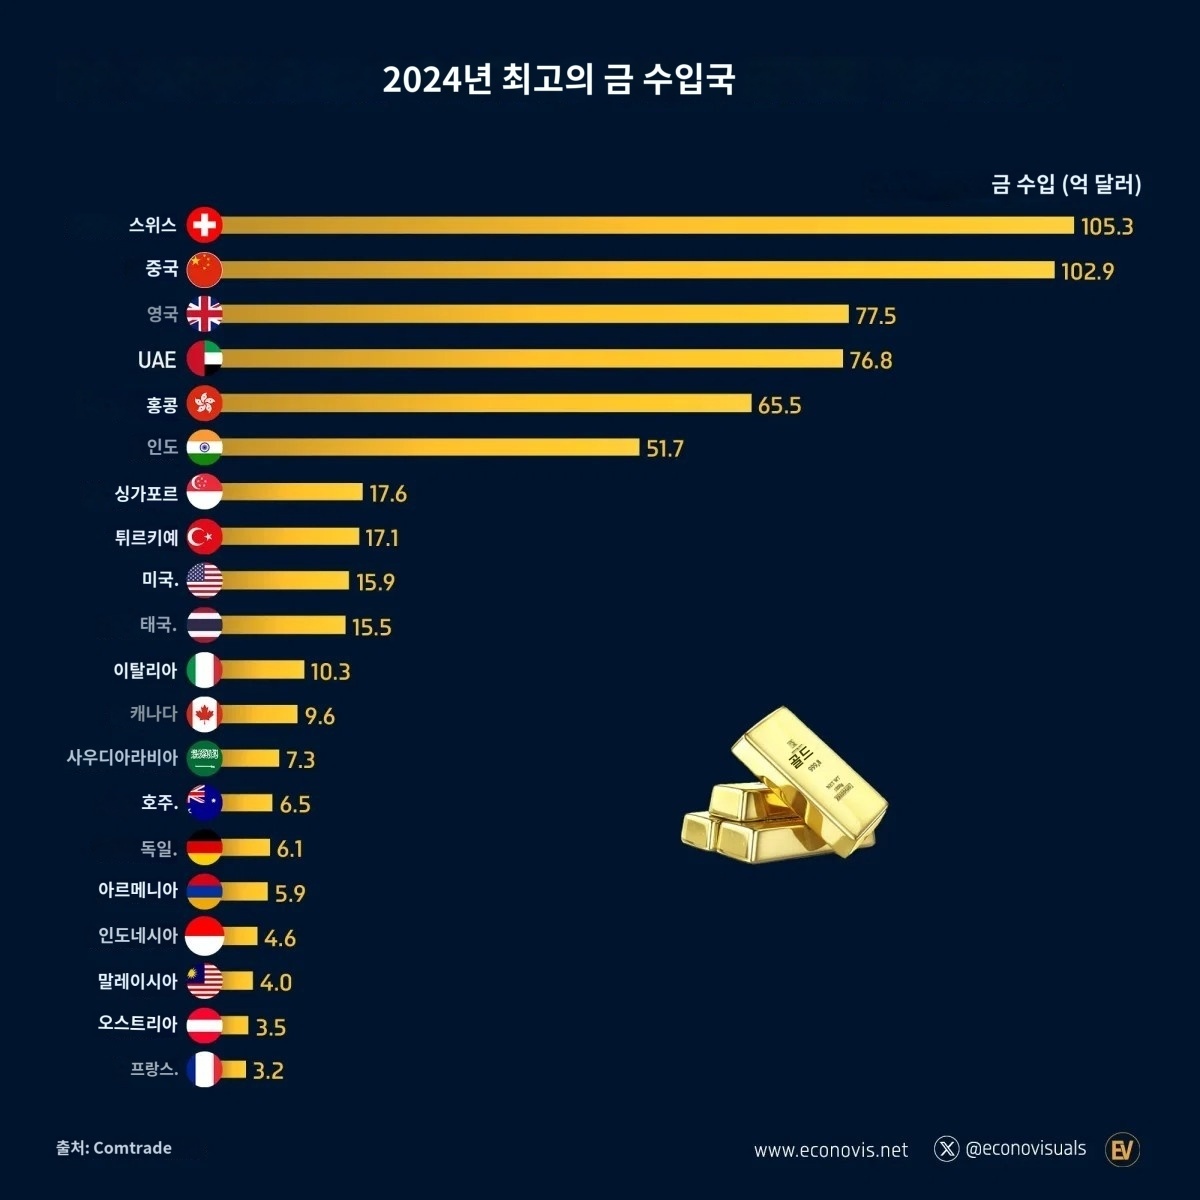 2024년 최고의 금 수입국
금 수입 (억 달러)
스위스 105.3
중국 102.9
영국 77.5
UAE 76.8
홍콩 65.5
인도 51.7
싱가포르 17.6
튀르키예 17.1
미국. 15.9
태국. 15.5
이탈리아 10.3
캐나다 9.6
사우디아라비아 7.3
호주. 6.5
독일. 6.1
아르메니아 5.9
인도네시아 4.6
말레이시아 4.0
오스트리아 3.5
프랑스. 3.2
골드
999,9
출처: Comtrade
www.econovis.net
@econovisuals
EV